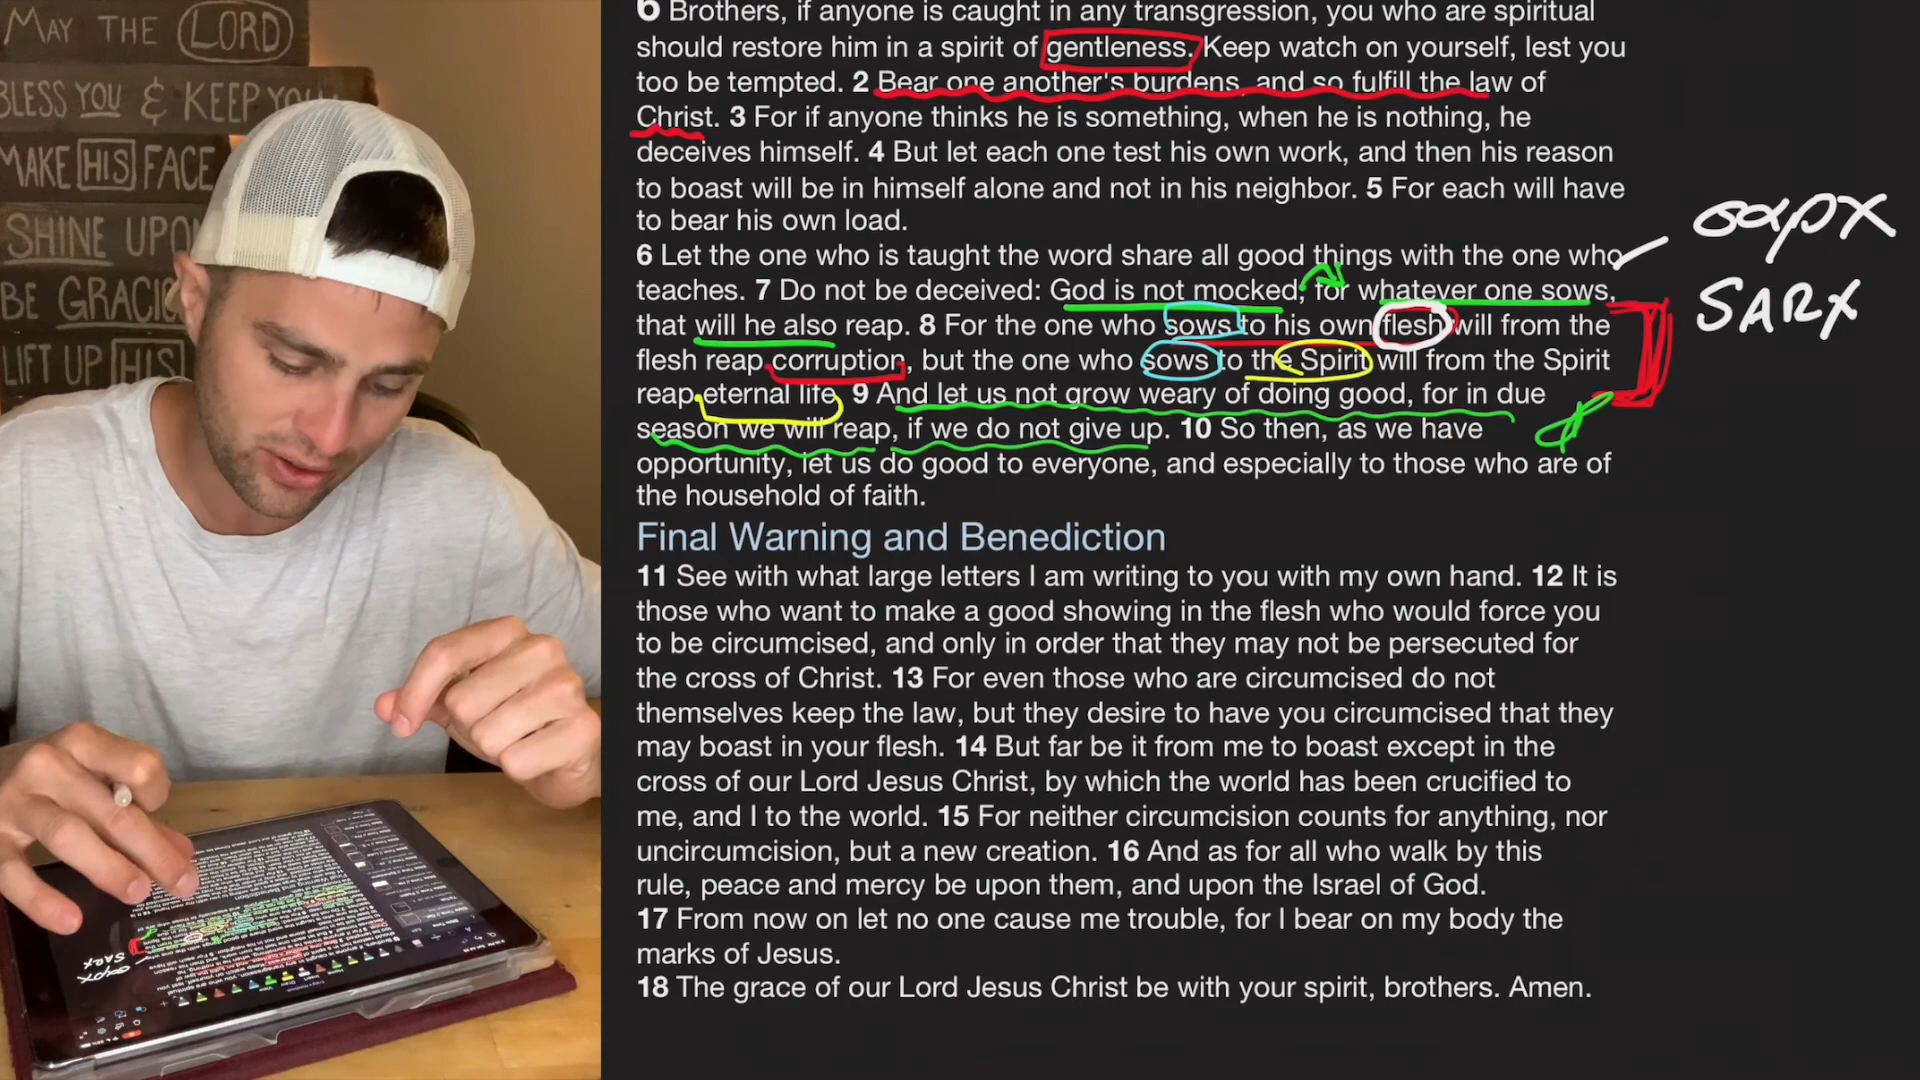 MAY THE LORD
BLESS YOU & KEEP YOU
MAKE HIS FACE
SHINE UPON
BE GRACIO
LIFT UP HIS
6 Brothers, if anyone is caught in any transgression, you who are spiritual
should restore him in a spirit of gentleness. Keep watch on yourself, lest you
too be tempted. 2 Bear one another's burdens, and so fulfill the law of
Christ. 3 For if anyone thinks he is something, when he is nothing, he
deceives himself. 4 But let each one test his own work, and then his reason
to boast will be in himself alone and not in his neighbor. 5 For each will have
to bear his own load.
6 Let the one who is taught the word share all good things with the one who
teaches. 7 Do not be deceived: God is not mocked, for whatever one sows,
that will he also reap. 8 For the one who sows to his own flesh will from the
flesh reap corruption, but the one who sows to the Spirit will from the Spirit
reap eternal life. 9 And let us not grow weary of doing good, for in due
season we will reap, if we do not give up. 10 So then, as we have
opportunity, let us do good to everyone, and especially to those who are of
the household of faith.
Final Warning and Benediction
11 See with what large letters I am writing to you with my own hand. 12 It is
those who want to make a good showing in the flesh who would force you
to be circumcised, and only in order that they may not be persecuted for
the cross of Christ. 13 For even those who are circumcised do not
themselves keep the law, but they desire to have you circumcised that they
may boast in your flesh. 14 But far be it from me to boast except in the
cross of our Lord Jesus Christ, by which the world has been crucified to
me, and I to the world. 15 For neither circumcision counts for anything, nor
uncircumcision, but a new creation. 16 And as for all who walk by this
rule, peace and mercy be upon them, and upon the Israel of God.
17 From now on let no one cause me trouble, for I bear on my body the
marks of Jesus.
18 The grace of our Lord Jesus Christ be with your spirit, brothers. Amen.
σαρχ
SARX